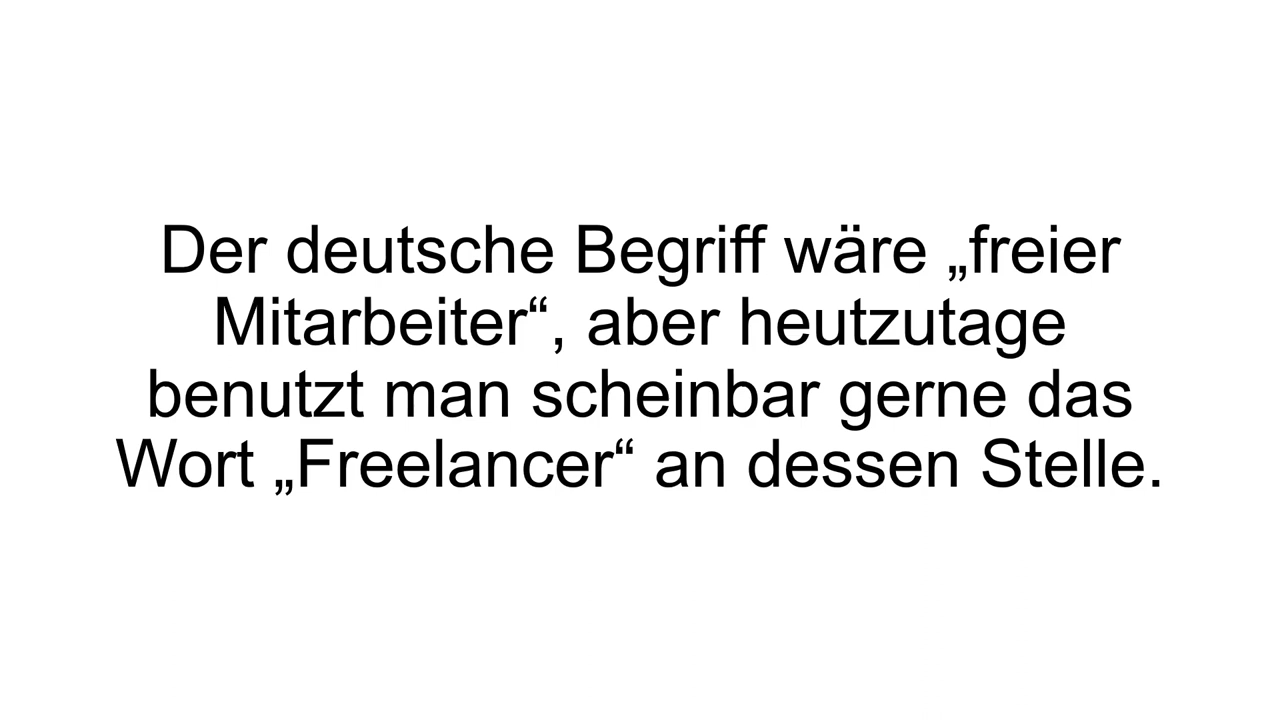 Der deutsche Begriff wäre „freier
Mitarbeiter“, aber heutzutage
benutzt man scheinbar gerne das
Wort „Freelancer“ an dessen Stelle.